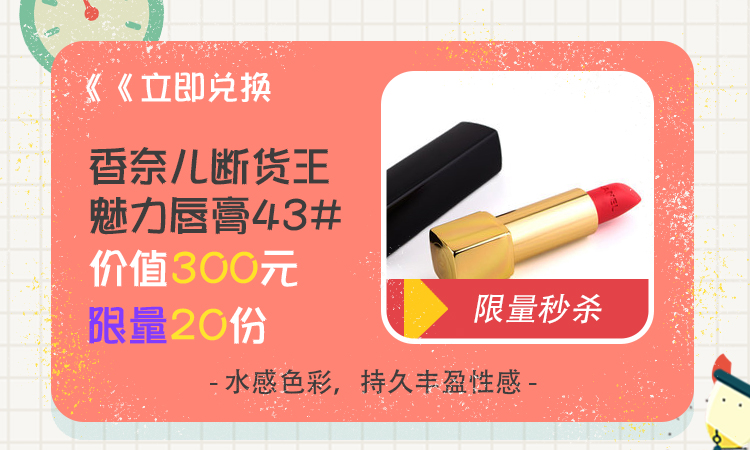 《《立即兑换
香奈儿断货王
魅力唇膏43#
价值300元
限量20份
限量秒杀
- 水感色彩，持久丰盈性感 -